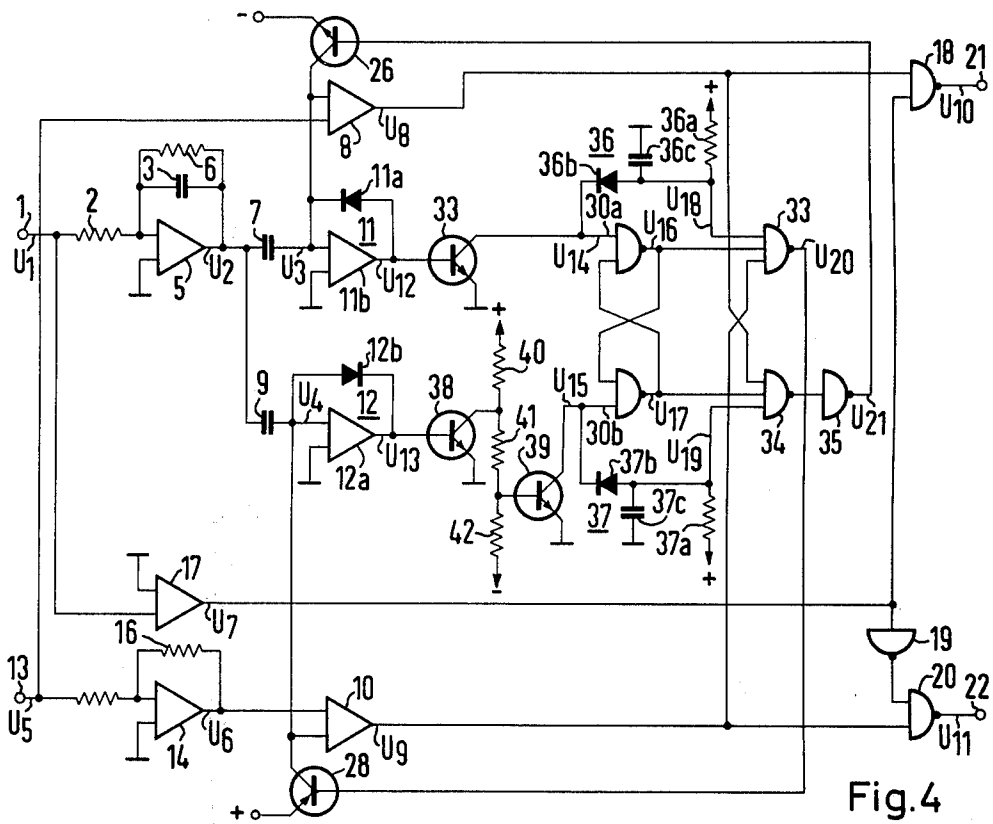 - 26 18 21
+ U10
8 U8 36a
36 36c
3 6 36b
11a U18
1 2 7 11 33 30a U16 33
U1 5 U2 U3 11b U12 U14 U20
+
12b 40
9 U4 12 38 U15
41 30b U17 34 35 U21
12a U13 39 U19
37b
42 37 37c 37a
- +
17
U7
16 19
13 10 20 22
U5 14 U6 U9 U11
28
+
Fig.4